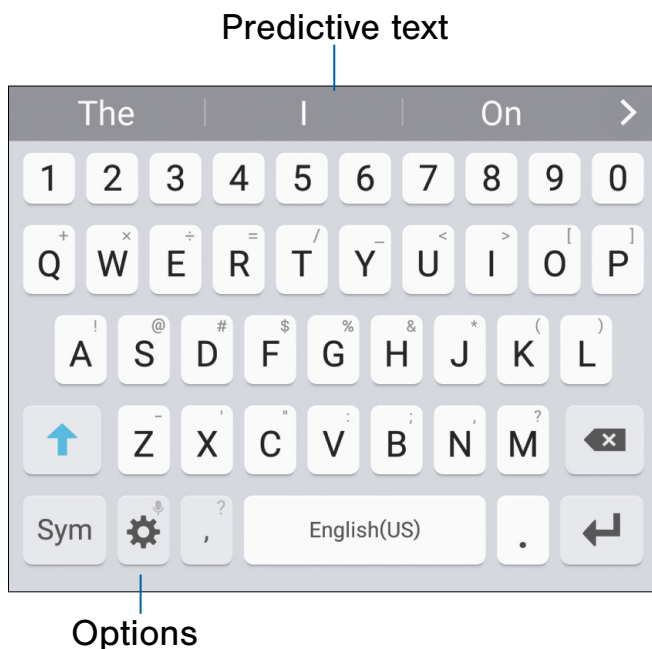 Predictive text
The I On >
1 2 3 4 5 6 7 8 9 0
+ × ÷ = / _ < > [ ]
Q W E R T Y U I O P
! @ # $ % & * ( )
A S D F G H J K L
- ' " : ; , ?
Z X C V B N M
?
Sym , English(US) .
Options